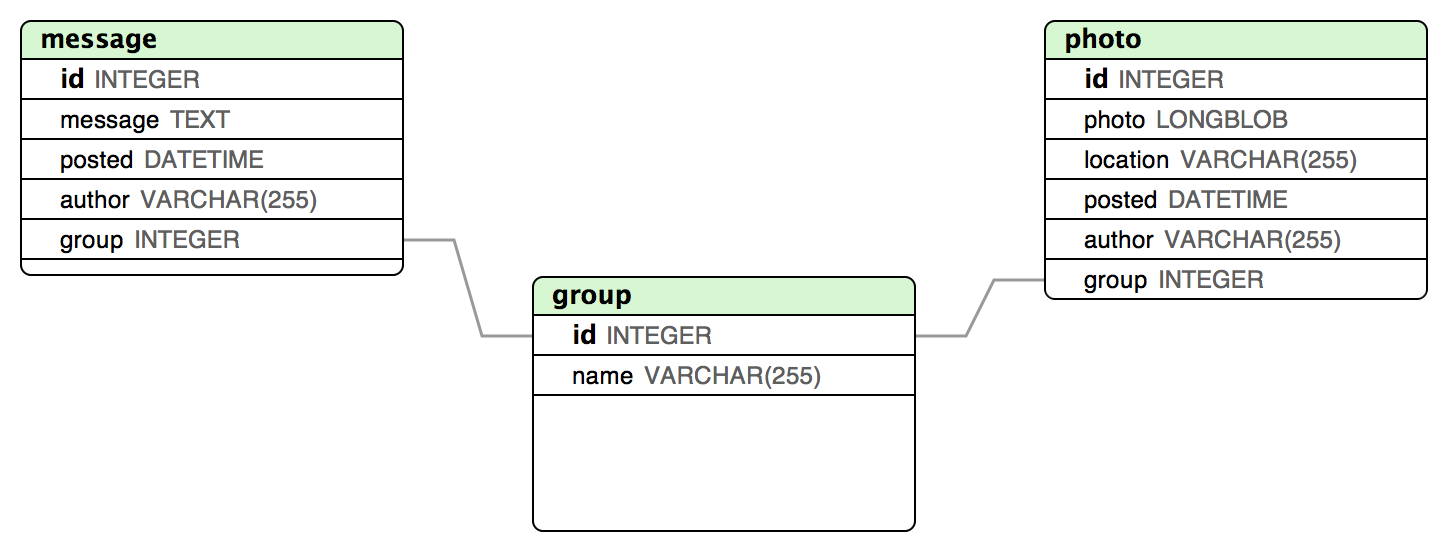 message
id INTEGER
message TEXT
posted DATETIME
author VARCHAR(255)
group INTEGER
photo
id INTEGER
photo LONGBLOB
location VARCHAR(255)
posted DATETIME
author VARCHAR(255)
group INTEGER
group
id INTEGER
name VARCHAR(255)